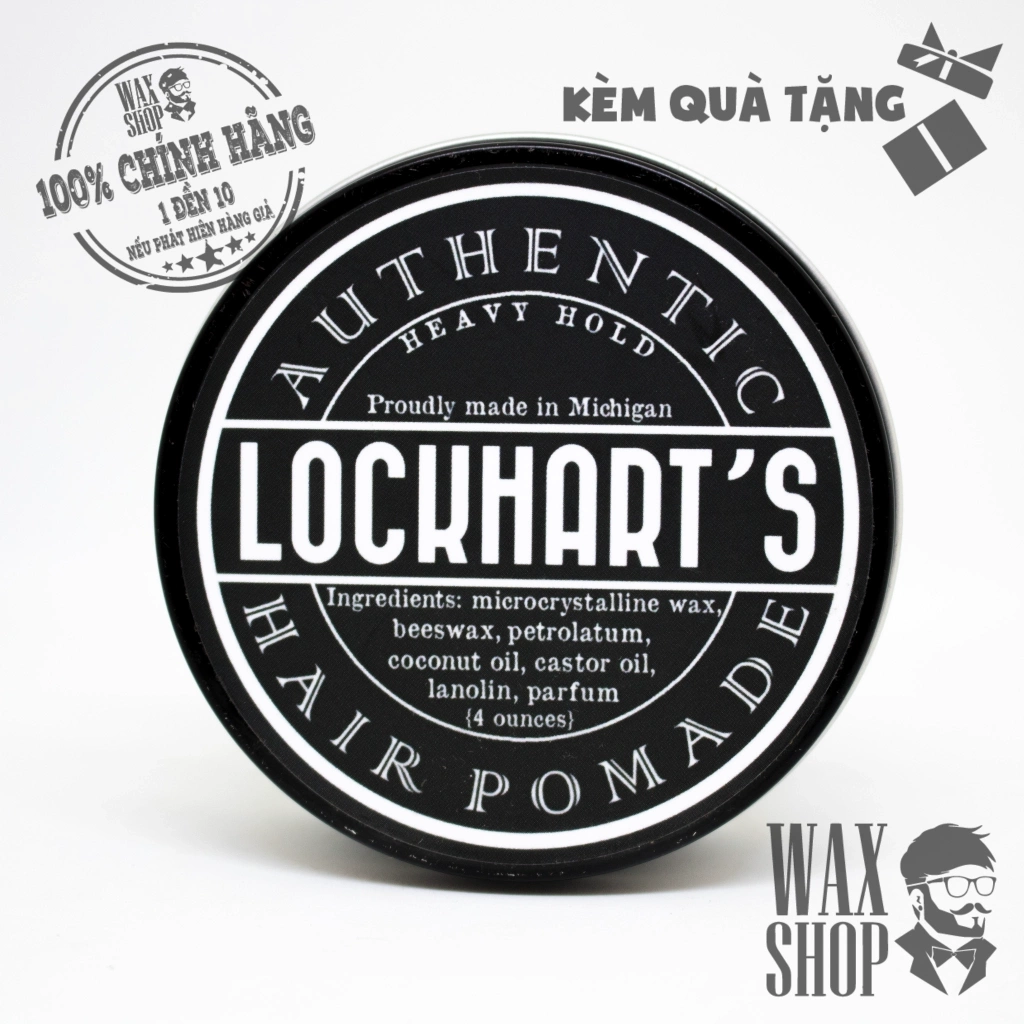 WAX
SHOP
100% CHÍNH HÃNG
1 ĐỀN 10
NẾU PHÁT HIỆN HÀNG GIẢ
KÈM QUÀ TẶNG
AUTHENTIC
HEAVY HOLD
Proudly made in Michigan
LOCKHART'S
Ingredients: microcrystalline wax,
beeswax, petrolatum,
coconut oil, castor oil,
lanolin, parfum
{4 ounces}
HAIR POMADE
WAX
SHOP